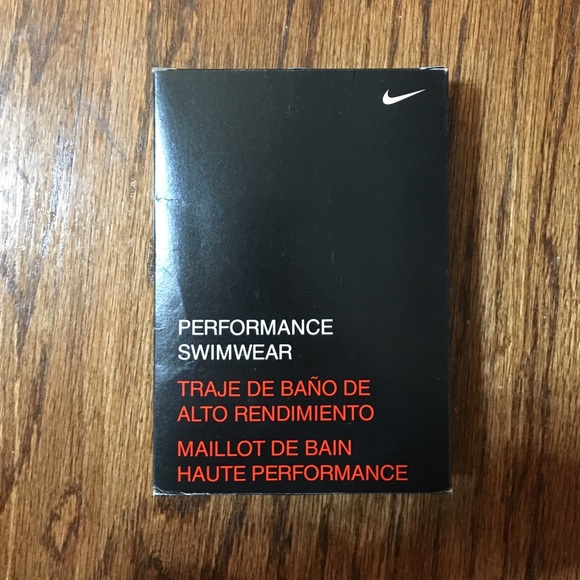 PERFORMANCE
SWIMWEAR
TRAJE DE BAÑO DE
ALTO RENDIMIENTO
MAILLOT DE BAIN
HAUTE PERFORMANCE